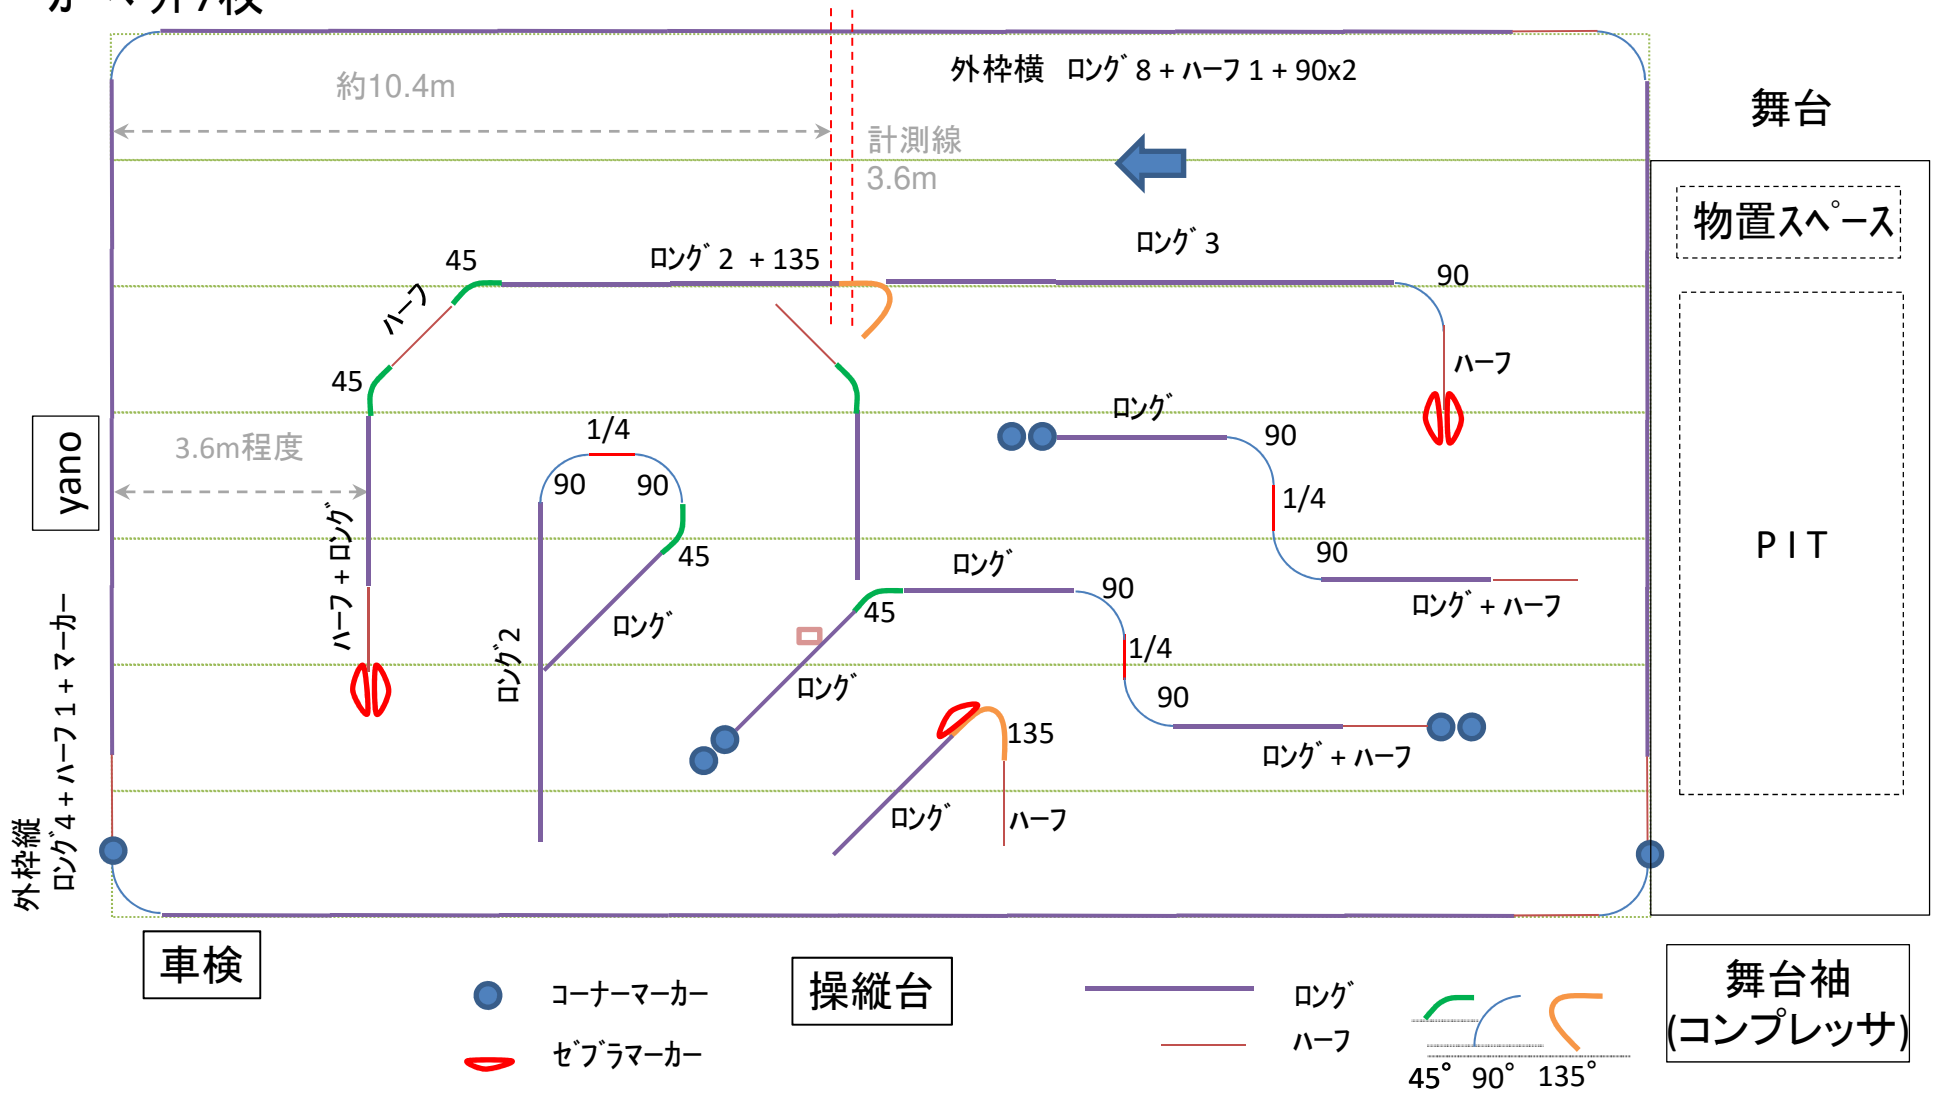 外枠横 ロング 8 + ハーフ 1 + 90x2
約10.4m
舞台
計測線
3.6m
物置スペース
ロング 3
45
ロング 2 + 135
90
ハーフ
ハーフ
45
ロング
90
yano
3.6m程度
1/4
90
90
1/4
ハーフ + ロング
45
90
PIT
ロング
ロング + ハーフ
90
45
ロング
ロング2
1/4
ロング
90
135
ロング + ハーフ
ロング
ハーフ
外枠縦
ロング 4 + ハーフ 1 + マーカー
車検
操縦台
舞台袖
(コンプレッサ)
コーナーマーカー
ロング
ゼブラマーカー
ハーフ
45°
90°
135°